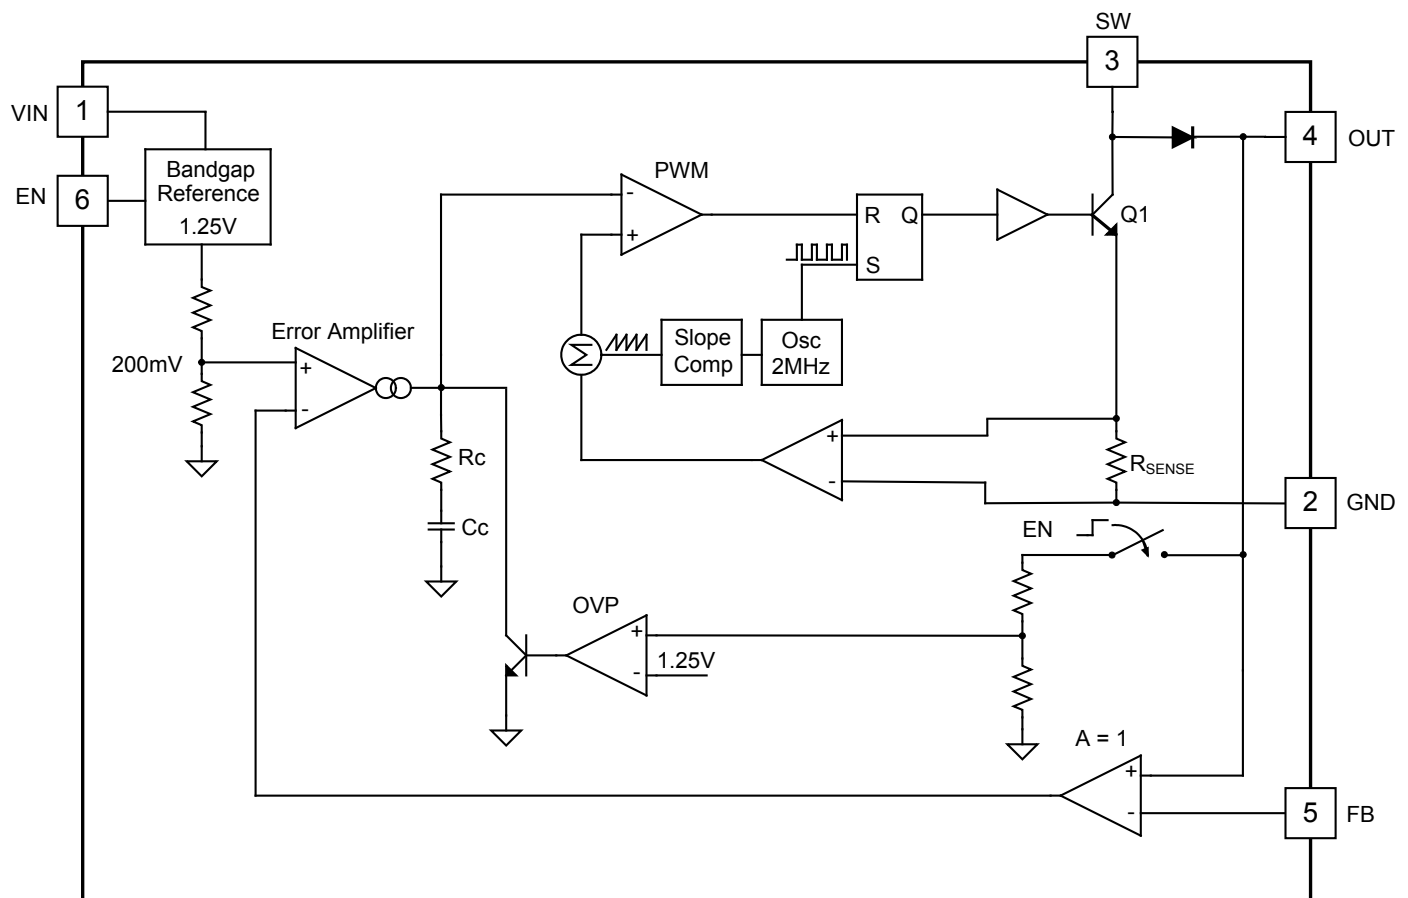 SW
3
VIN
1
Bandgap
Reference
1.25V
EN
6
PWM
-
+
R
Q
S
Q1
4
OUT
Error Amplifier
200mV
+
-
Σ
Slope
Comp
Osc
2MHz
+
-
RSENSE
2
GND
Rc
Cc
EN
OVP
+
-
1.25V
A = 1
+
-
5
FB